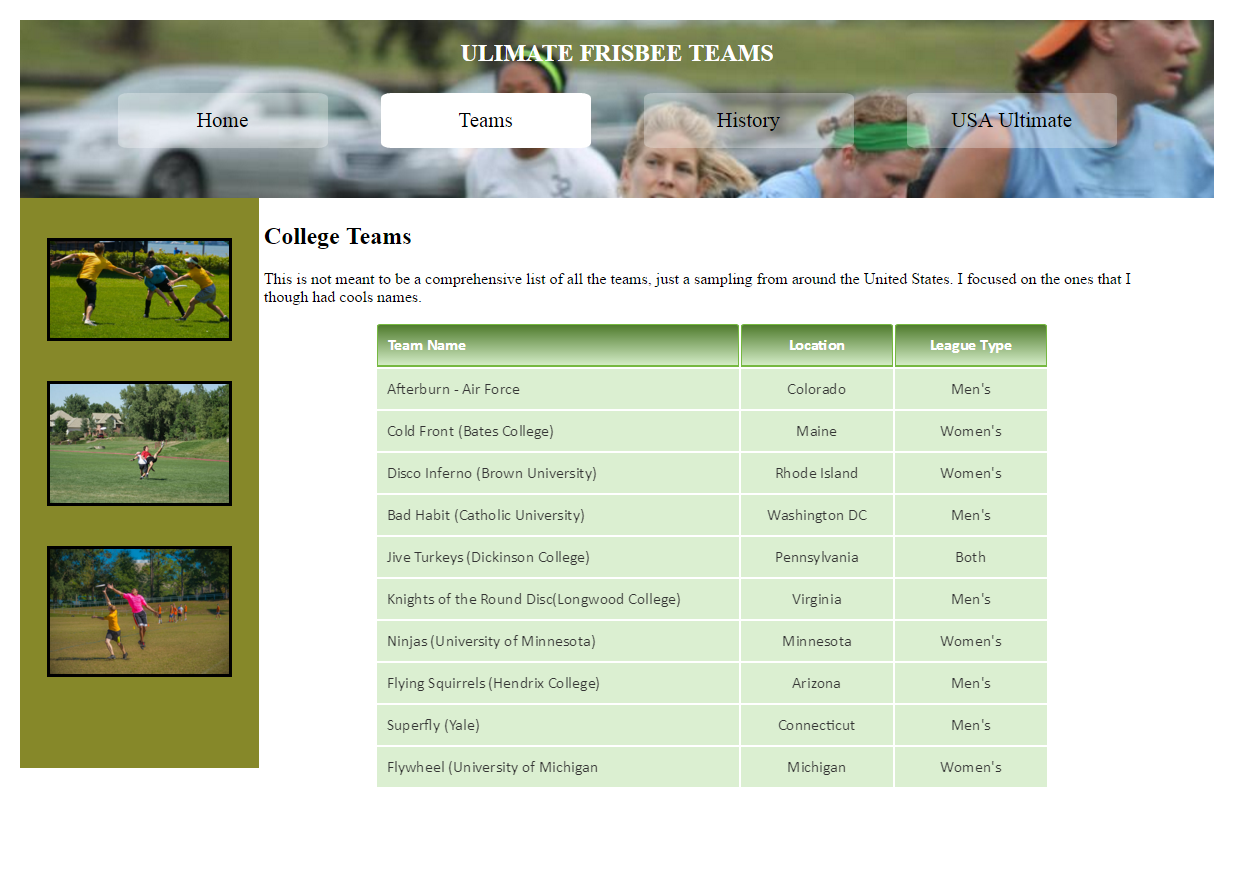 ULIMATE FRISBEE TEAMS
Home Teams History USA Ultimate
College Teams
This is not meant to be a comprehensive list of all the teams, just a sampling from around the United States. I focused on the ones that I
though had cools names.
Team Name Location League Type
Afterburn - Air Force Colorado Men's
Cold Front (Bates College) Maine Women's
Disco Inferno (Brown University) Rhode Island Women's
Bad Habit (Catholic University) Washington DC Men's
Jive Turkeys (Dickinson College) Pennsylvania Both
Knights of the Round Disc(Longwood College) Virginia Men's
Ninjas (University of Minnesota) Minnesota Women's
Flying Squirrels (Hendrix College) Arizona Men's
Superfly (Yale) Connecticut Men's
Flywheel (University of Michigan Michigan Women's